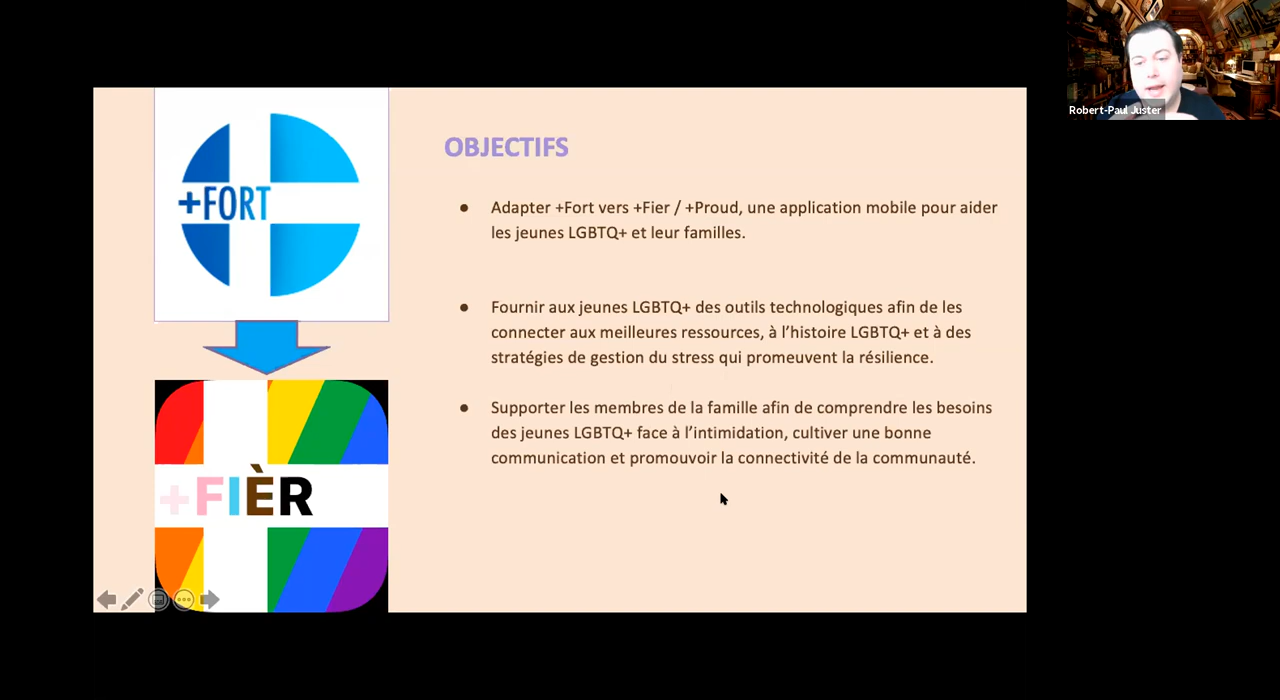 Robert-Paul Juster
+FORT
OBJECTIFS
● Adapter +Fort vers +Fier / +Proud, une application mobile pour aider
les jeunes LGBTQ+ et leur familles.
● Fournir aux jeunes LGBTQ+ des outils technologiques afin de les
connecter aux meilleures ressources, à l’histoire LGBTQ+ et à des
stratégies de gestion du stress qui promeuvent la résilience.
● Supporter les membres de la famille afin de comprendre les besoins
des jeunes LGBTQ+ face à l’intimidation, cultiver une bonne
communication et promouvoir la connectivité de la communauté.
+FIÈR